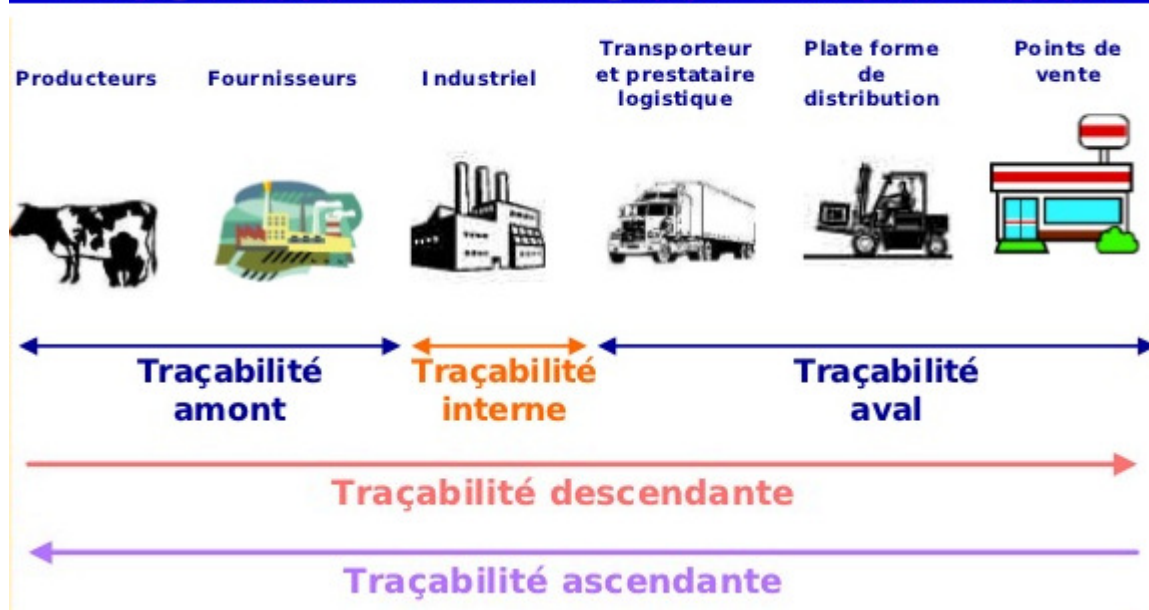 Producteurs
Fournisseurs
Industriel
Transporteur
et prestataire
logistique
Plate forme
de
distribution
Points de
vente
Traçabilité
amont
Traçabilité
interne
Traçabilité
aval
Traçabilité descendante
Traçabilité ascendante